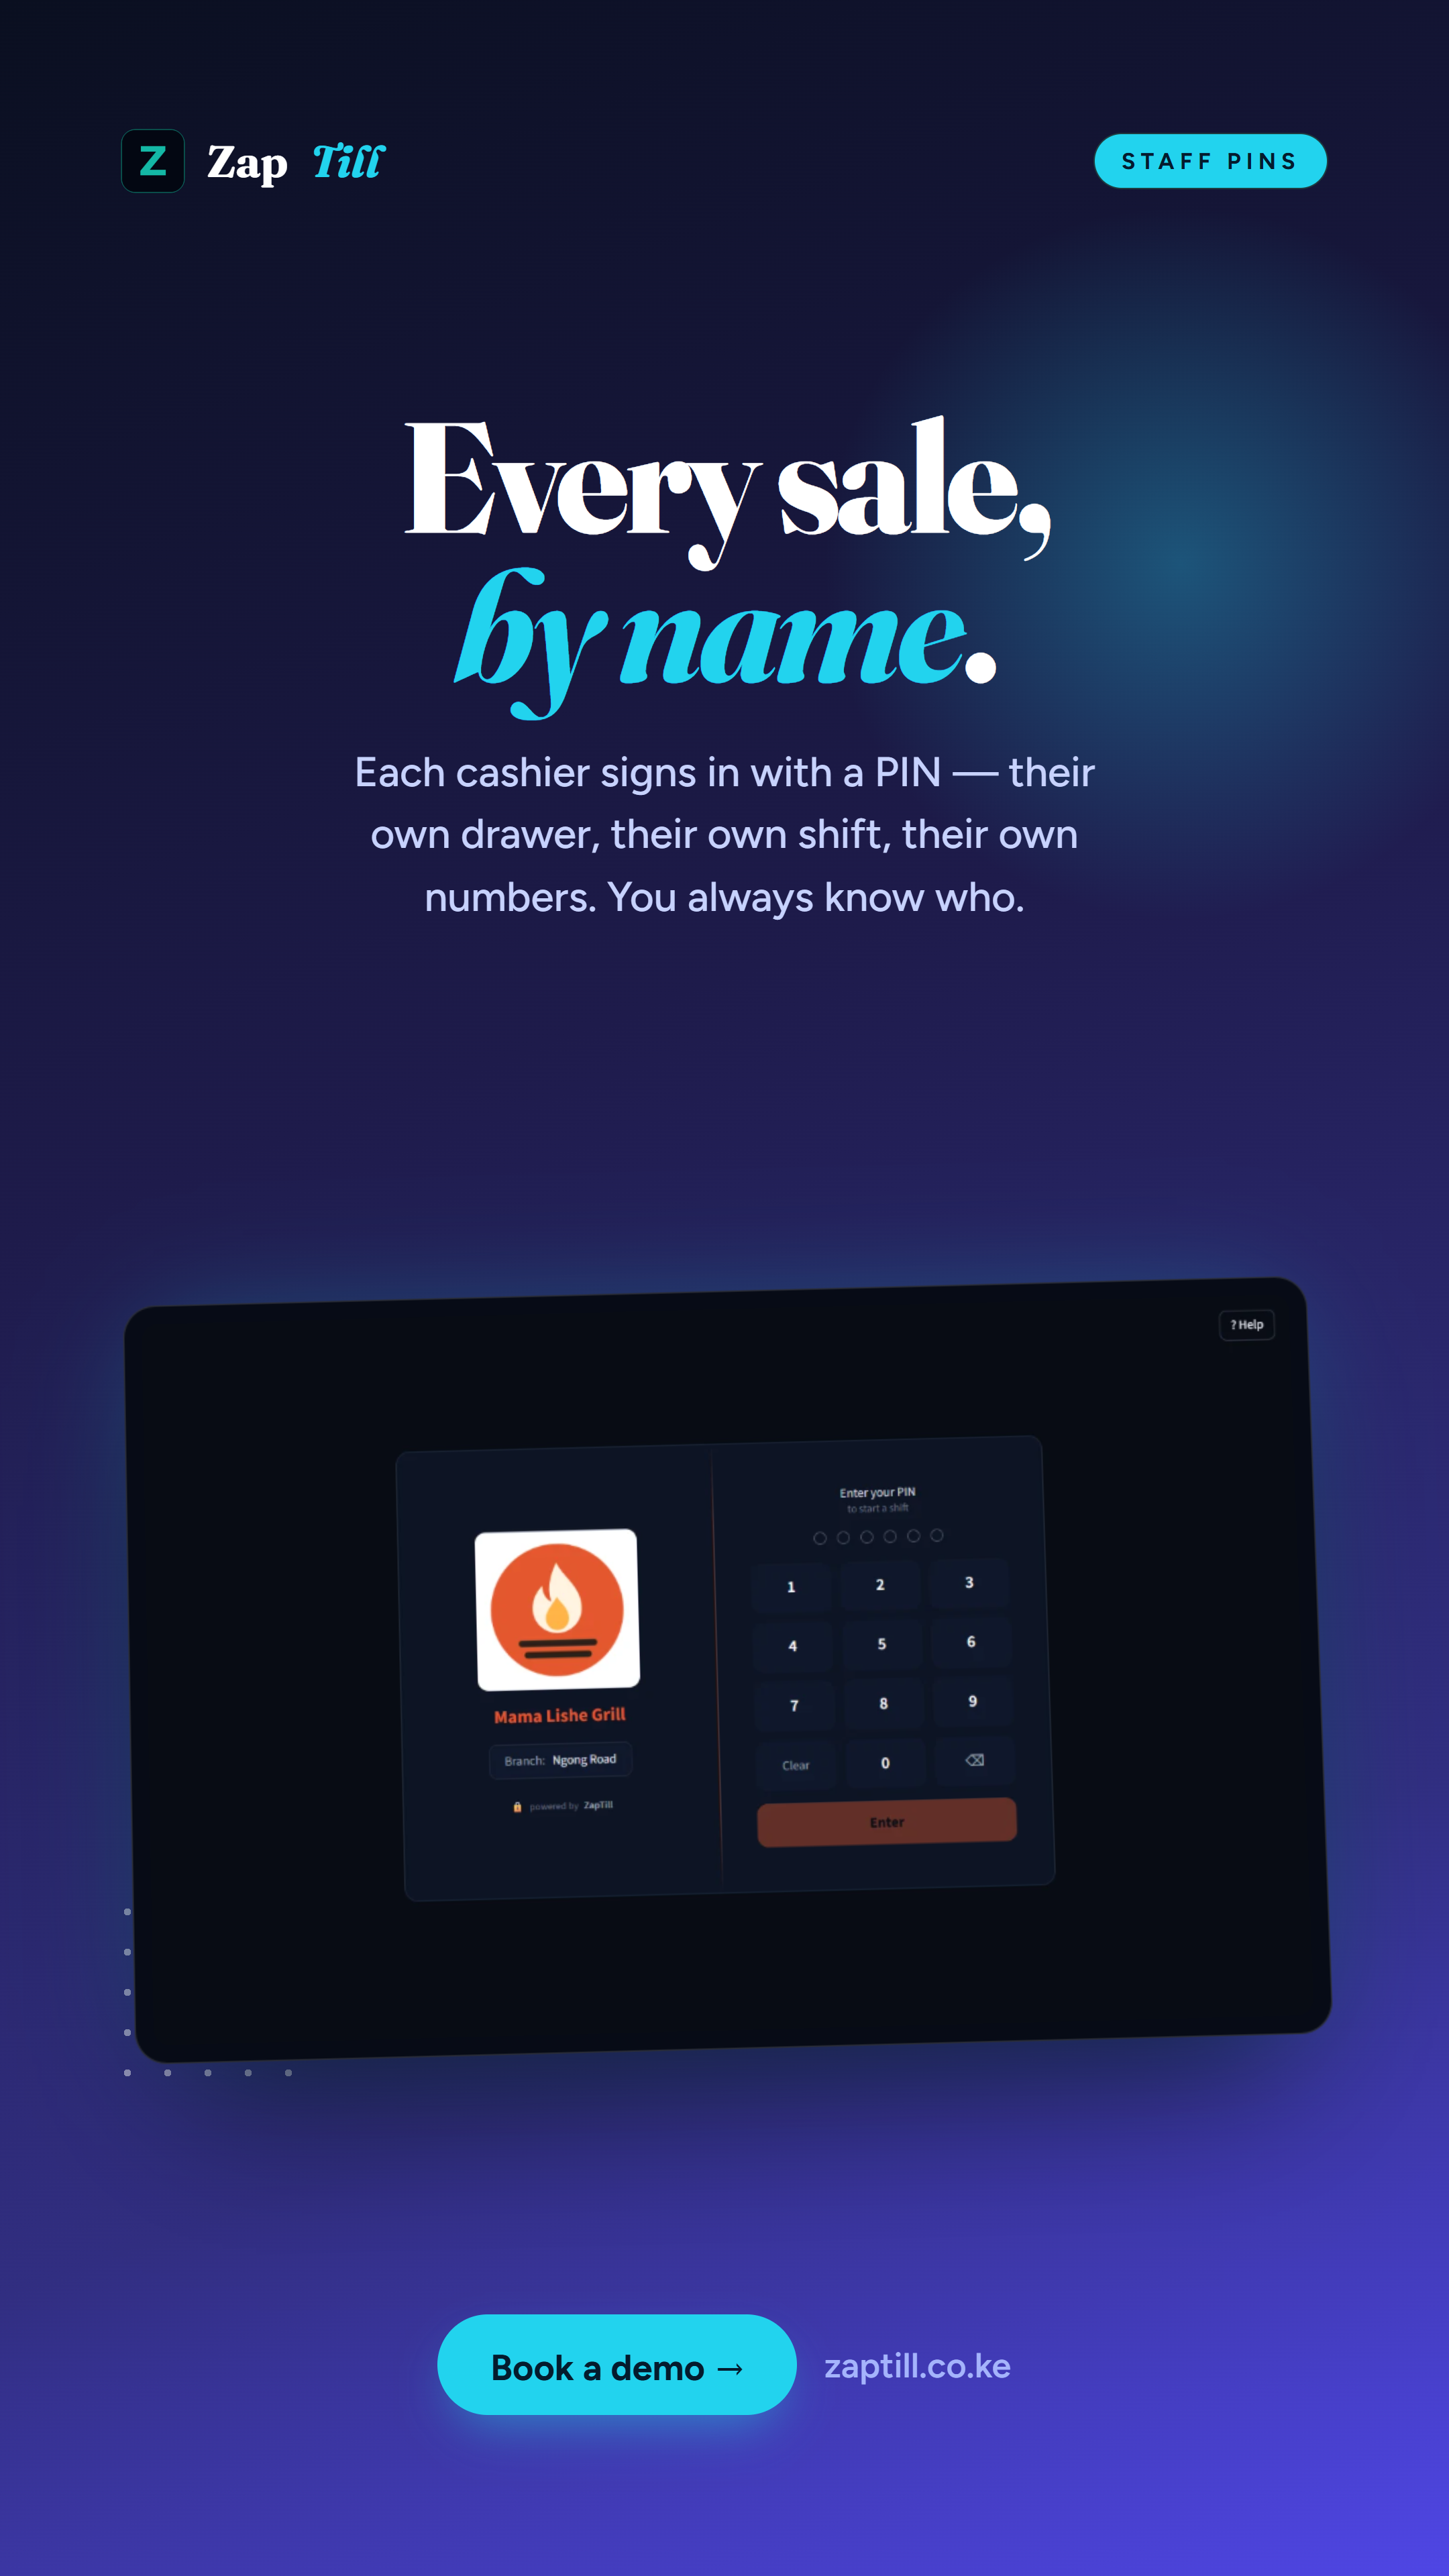 Z Zap Till
STAFF PINS
Every sale,
by name.
Each cashier signs in with a PIN — their
own drawer, their own shift, their own
numbers. You always know who.
? Help
Mama Lishe Grill
Branch: Ngong Road
🔒 powered by ZapTill
Enter your PIN
to start a shift
1 2 3
4 5 6
7 8 9
Clear 0 ⌫
Enter
Book a demo →
zaptill.co.ke